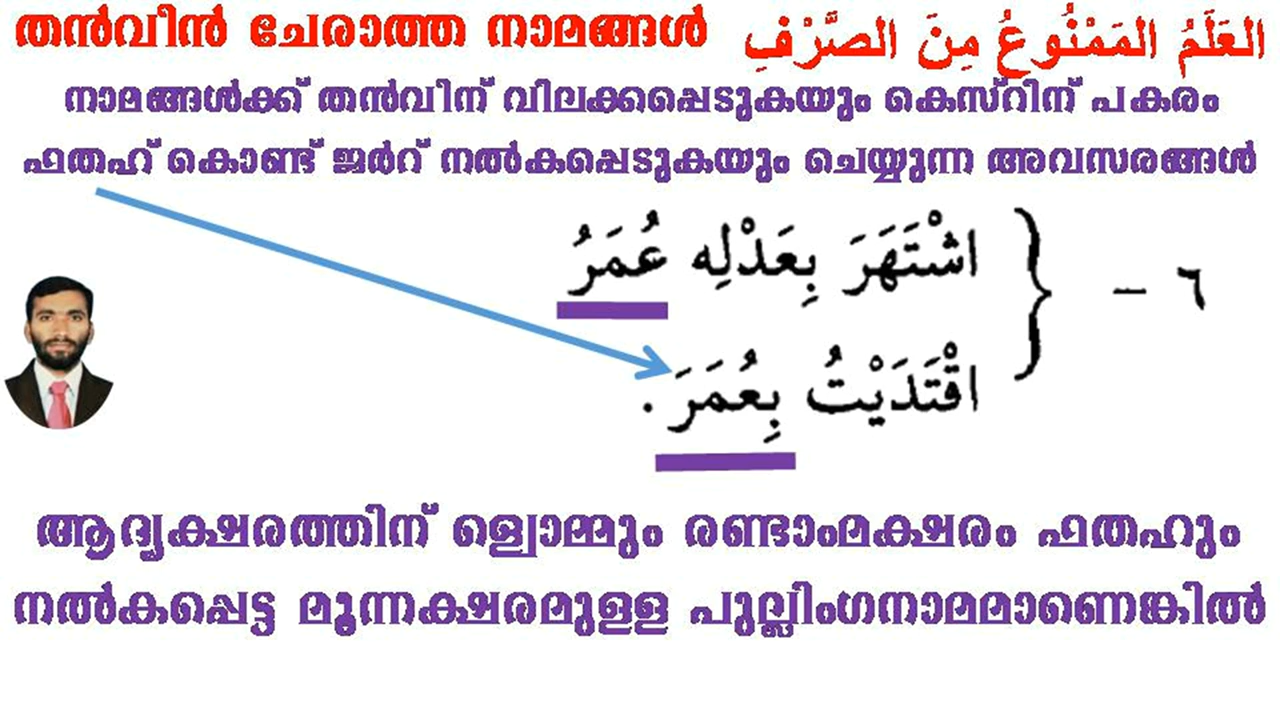 തൻവീൻ ചേരാത്ത നാമങ്ങൾ العَلَمُ المَمْنُوعُ مِنَ الصَّرْفِ
നാമങ്ങൾക്ക് തൻവിന് വിലക്കപ്പെടുകയും കെസ്റിന് പകരം
ഫതഹ് കൊണ്ട് ജർറ് നൽകപ്പെടുകയും ചെയ്യുന്ന അവസരങ്ങൾ
٦ – { اشْتَهَرَ بِعَدْلِه عُمَرُ
اقْتَدَيْتُ بِعُمَرَ .
ആദ്യക്ഷരത്തിന് ള്വൊമ്മും രണ്ടാംമക്ഷരം ഫതഹും
നൽകപ്പെട്ട മൂന്നക്ഷരമുളള പുല്ലിംഗനാമമാണെങ്കിൽ